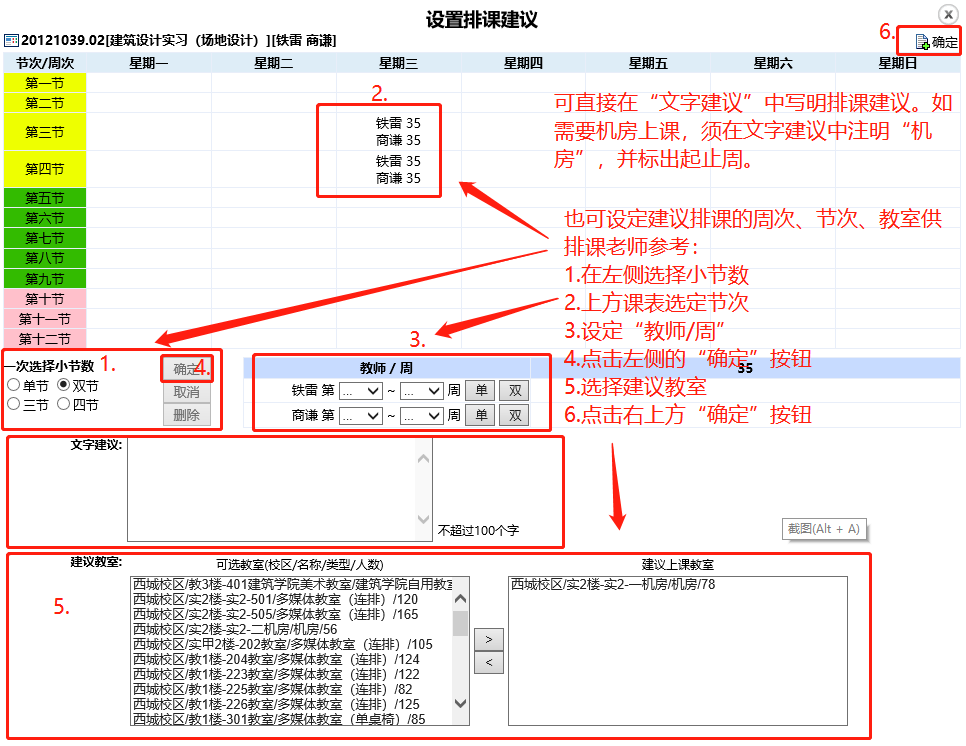 设置排课建议
20121039.02[建筑设计实习（场地设计）][铁雷 商谦]
6.
确定
节次/周次 星期一 星期二 星期三 星期四 星期五 星期六 星期日
第一节
第二节
第三节
第四节
第五节
第六节
第七节
第八节
第九节
第十节
第十一节
第十二节
2.
铁雷 35
商谦 35
铁雷 35
商谦 35
可直接在“文字建议”中写明排课建议。如
需要机房上课，须在文字建议中注明“机
房”，并标出起止周。
也可设定建议排课的周次、节次、教室供
排课老师参考：
1.在左侧选择小节数
2.上方课表选定节次
3.设定“教师/周”
4.点击左侧的“确定”按钮
5.选择建议教室
6.点击右上方“确定”按钮
一次选择小节数 1.
单节 双节
三节 四节
确定 4.
取消
删除
3.
教师 / 周
35
铁雷 第 ... ~ ... 周 单 双
商谦 第 ... ~ ... 周 单 双
文字建议:
不超过100个字
截图(Alt + A)
建议教室:
5.
可选教室(校区/名称/类型/人数)
西城校区/教3楼-401建筑学院美术教室/建筑学院自用教室
西城校区/实2楼-实2-501/多媒体教室（连排）/120
西城校区/实2楼-实2-505/多媒体教室（连排）/165
西城校区/实2楼-实2-二机房/机房/56
西城校区/实甲2楼-202教室/多媒体教室（连排）/105
西城校区/教1楼-204教室/多媒体教室（连排）/124
西城校区/教1楼-223教室/多媒体教室（连排）/122
西城校区/教1楼-225教室/多媒体教室（连排）/82
西城校区/教1楼-226教室/多媒体教室（连排）/125
西城校区/教1楼-301教室/多媒体教室（单桌椅）/85
>
<
建议上课教室
西城校区/实2楼-实2-一机房/机房/78